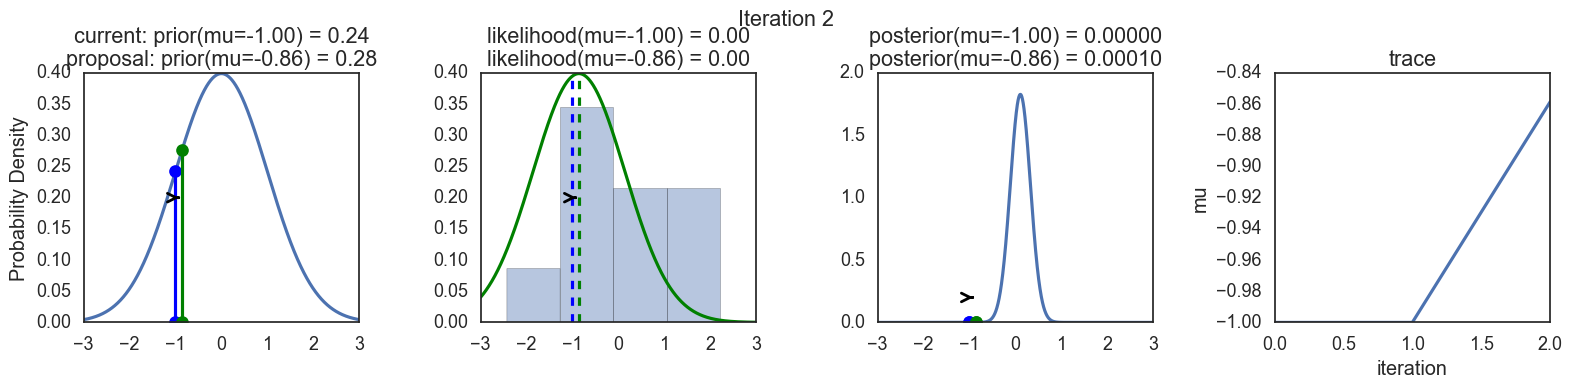 Iteration 2
current: prior(mu=-1.00) = 0.24
proposal: prior(mu=-0.86) = 0.28
Probability Density
0.40
0.35
0.30
0.25
0.20
0.15
0.10
0.05
0.00
−3 −2 −1 0 1 2 3
likelihood(mu=-1.00) = 0.00
likelihood(mu=-0.86) = 0.00
0.40
0.35
0.30
0.25
0.20
0.15
0.10
0.05
0.00
−3 −2 −1 0 1 2 3
posterior(mu=-1.00) = 0.00000
posterior(mu=-0.86) = 0.00010
2.0
1.5
1.0
0.5
0.0
−3 −2 −1 0 1 2 3
trace
mu
−0.84
−0.86
−0.88
−0.90
−0.92
−0.94
−0.96
−0.98
−1.00
0.0 0.5 1.0 1.5 2.0
iteration